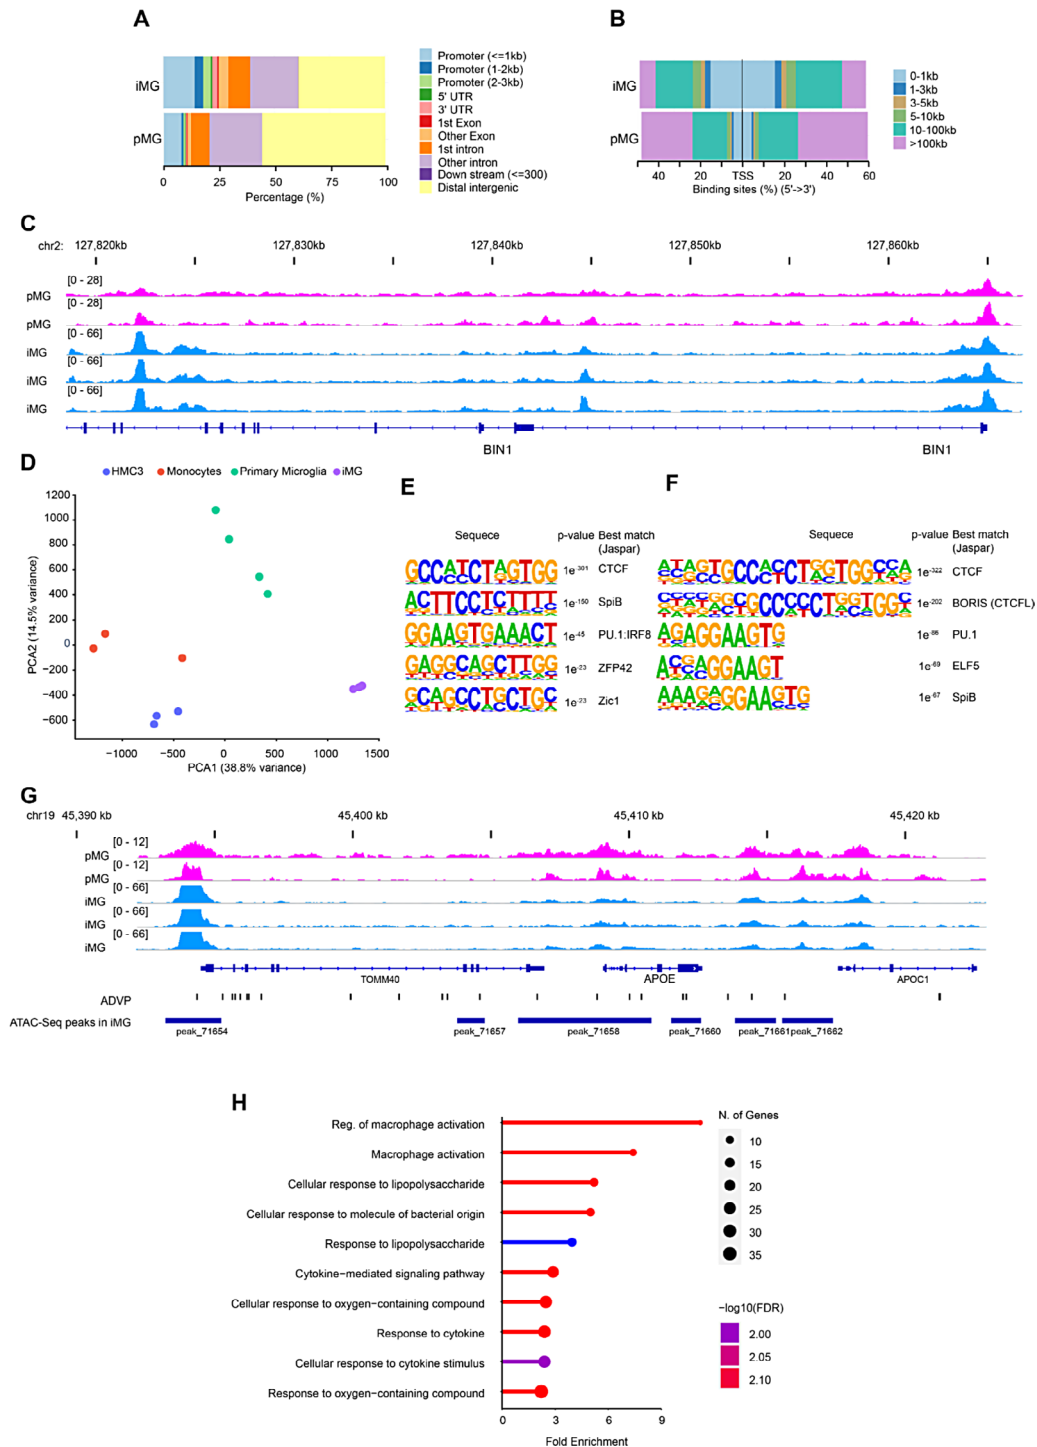 A
iMG
pMG
0 25 50 75 100
Percentage (%)
Promoter (<=1kb)
Promoter (1-2kb)
Promoter (2-3kb)
5' UTR
3' UTR
1st Exon
Other Exon
1st intron
Other intron
Down stream (<=300)
Distal intergenic
B
iMG
pMG
40 20 TSS 20 40 60
Binding sites (%) (5'->3')
0-1kb
1-3kb
3-5kb
5-10kb
10-100kb
>100kb
C
chr2: 127,820kb 127,830kb 127,840kb 127,850kb 127,860kb
[0 - 28]
pMG
[0 - 28]
pMG
[0 - 66]
iMG
[0 - 66]
iMG
[0 - 66]
iMG
BIN1 BIN1
D
HMC3 Monocytes Primary Microglia iMG
PCA2 (14.5% variance)
1200
1000
800
600
400
200
0
−200
−400
−600
−1000 −500 0 500 1000 1500
PCA1 (38.8% variance)
E
Sequece p-value Best match
(Jaspar)
GCCATCTAGTGG 1e-301 CTCF
ACTTCCTCTTTC 1e-150 SpiB
GGAAGTGAAACT 1e-45 PU.1:IRF8
GAGGCAGCTTGG 1e-23 ZFP42
GCAGCCTGCTGC 1e-23 Zic1
F
Sequece p-value Best match
(Jaspar)
1e-322 CTCF
1e-202 BORIS (CTCFL)
AGAGGAAGTG 1e-86 PU.1
1e-69 ELF5
1e-67 SpiB
G
chr19 45,390 kb 45,400 kb 45,410 kb 45,420 kb
[0 - 12]
pMG
[0 - 12]
pMG
[0 - 66]
iMG
[0 - 66]
iMG
[0 - 66]
iMG
TOMM40 APOE APOC1
ADVP
ATAC-Seq peaks in iMG
peak_71654 peak_71657 peak_71658 peak_71660 peak_71661 peak_71662
H
Reg. of macrophage activation
Macrophage activation
Cellular response to lipopolysaccharide
Cellular response to molecule of bacterial origin
Response to lipopolysaccharide
Cytokine−mediated signaling pathway
Cellular response to oxygen−containing compound
Response to cytokine
Cellular response to cytokine stimulus
Response to oxygen−containing compound
0 3 6 9
Fold Enrichment
N. of Genes
10
15
20
25
30
35
−log10(FDR)
2.00
2.05
2.10